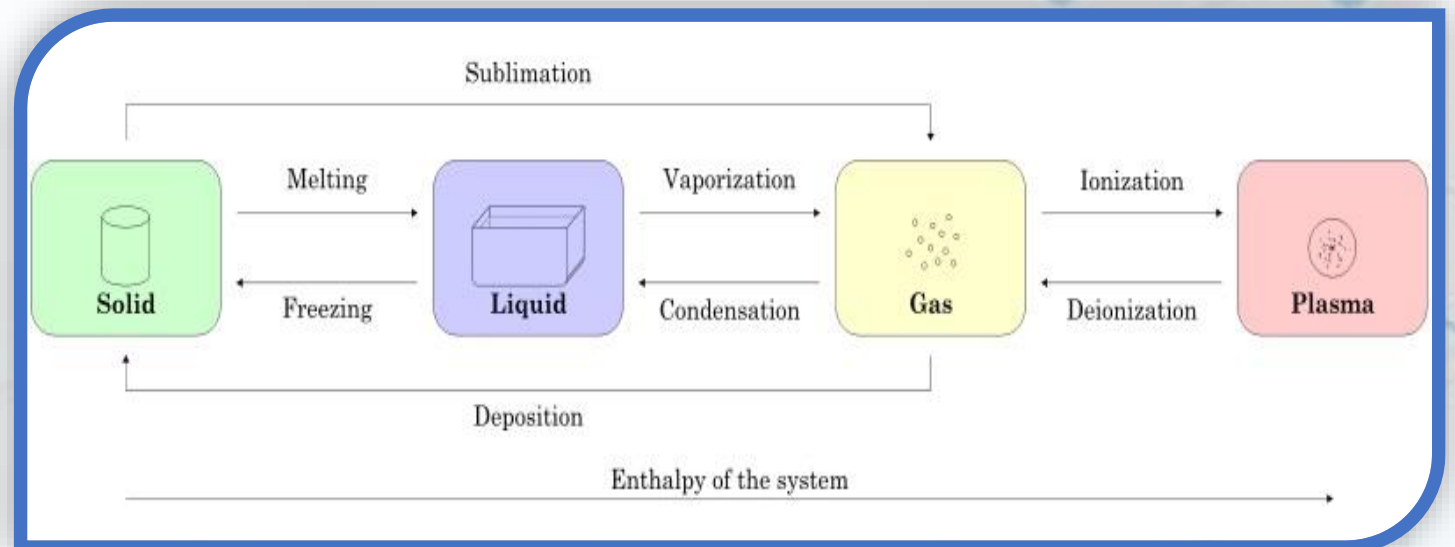 Sublimation
Melting
Vaporization
Ionization
Solid
Freezing
Liquid
Condensation
Gas
Deionization
Plasma
Deposition
Enthalpy of the system